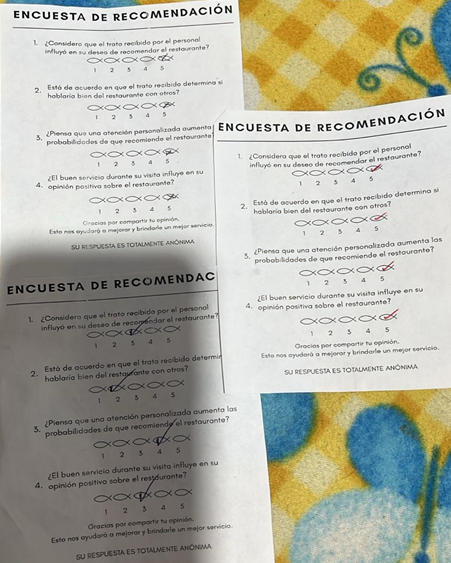 ENCUESTA DE RECOMENDACIÓN
1. ¿Considera que el trato recibido por el personal
influyó en su deseo de recomendar el restaurante?
1 2 3 4 5
2. Está de acuerdo en que el trato recibido determina si
hablaría bien del restaurante con otros?
1 2 3 4 5
3. ¿Piensa que una atención personalizada aumenta
probabilidades de que recomiende el restaurante
1 2 3 4 5
¿El buen servicio durante su visita influye en su
4. opinión positiva sobre el restaurante?
1 2 3 4 5
Gracias por compartir tu opinión.
Esto nos ayudará a mejorar y brindarle un mejor servicio.
SU RESPUESTA ES TOTALMENTE ANÓNIMA
ENCUESTA DE RECOMENDACIÓN
1. ¿Considera que el trato recibido por el personal
influyó en su deseo de recomendar el restaurante?
1 2 3 4 5
2. Está de acuerdo en que el trato recibido determina si
hablaría bien del restaurante con otros?
1 2 3 4 5
3. ¿Piensa que una atención personalizada aumenta las
probabilidades de que recomiende el restaurante?
1 2 3 4 5
¿El buen servicio durante su visita influye en su
4. opinión positiva sobre el restaurante?
1 2 3 4 5
Gracias por compartir tu opinión.
Esto nos ayudará a mejorar y brindarle un mejor servicio.
SU RESPUESTA ES TOTALMENTE ANÓNIMA
ENCUESTA DE RECOMENDAC
1. ¿Considera que el trato recibido por el personal
influyó en su deseo de recomendar el restaurante?
1 2 3 4 5
2. Está de acuerdo en que el trato recibido determin
hablaría bien del restaurante con otros?
1 2 3 4 5
3. ¿Piensa que una atención personalizada aumenta las
probabilidades de que recomiende el restaurante?
1 2 3 4 5
¿El buen servicio durante su visita influye en su
4. opinión positiva sobre el restaurante?
1 2 3 4 5
Gracias por compartir tu opinión.
Esto nos ayudará a mejorar y brindarle un mejor servicio.
SU RESPUESTA ES TOTALMENTE ANÓNIMA